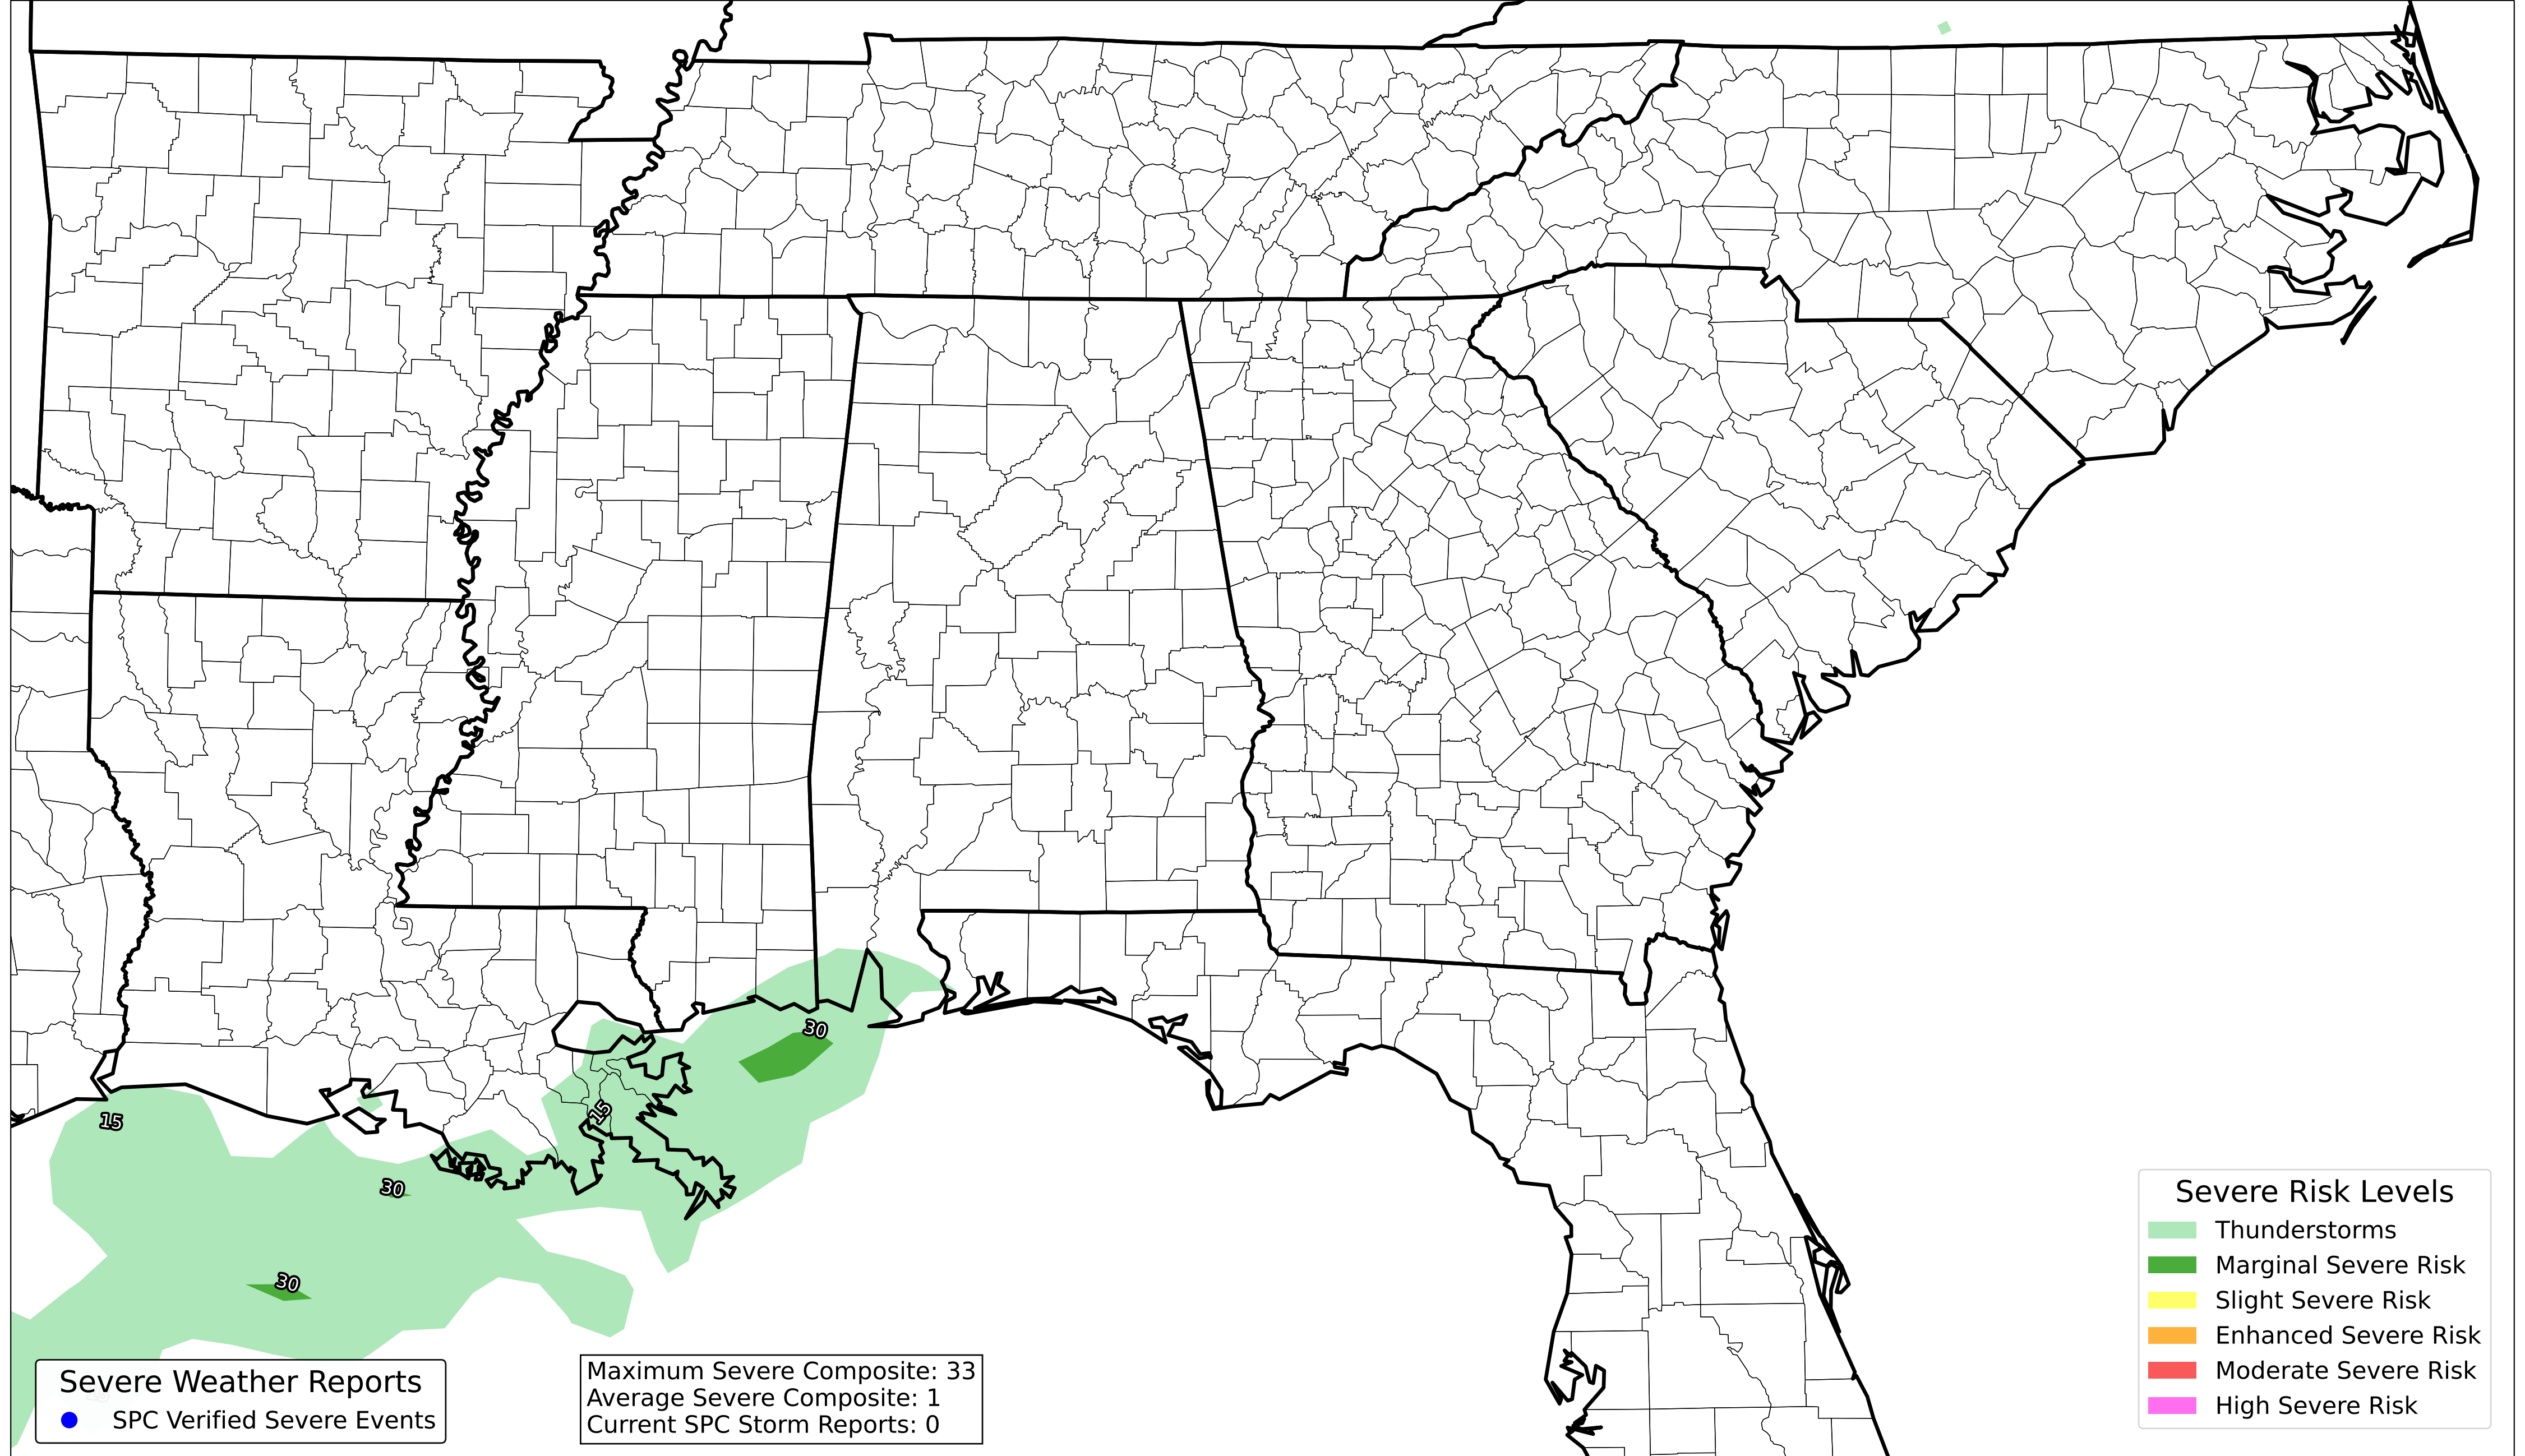 30
15
15
30
30
Severe Risk Levels
Thunderstorms
Marginal Severe Risk
Slight Severe Risk
Enhanced Severe Risk
Moderate Severe Risk
High Severe Risk
Severe Weather Reports
SPC Verified Severe Events
Maximum Severe Composite: 33
Average Severe Composite: 1
Current SPC Storm Reports: 0